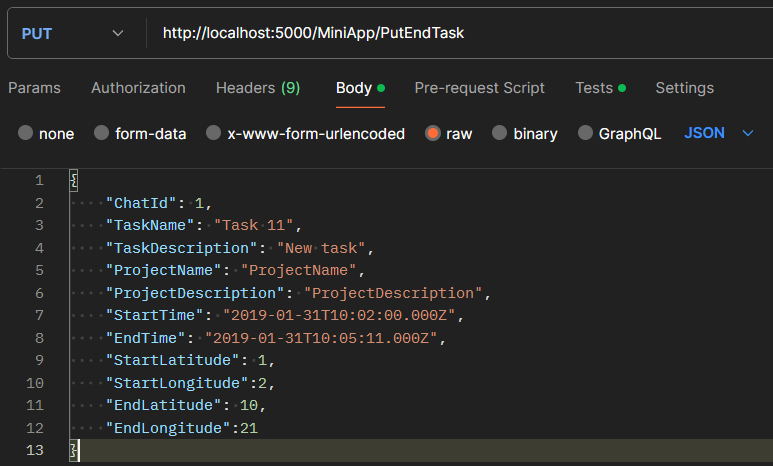 PUT http://localhost:5000/MiniApp/PutEndTask
Params Authorization Headers (9) Body Pre-request Script Tests Settings
none form-data x-www-form-urlencoded raw binary GraphQL JSON
1 {
2 "ChatId": 1,
3 "TaskName": "Task 11",
4 "TaskDescription": "New task",
5 "ProjectName": "ProjectName",
6 "ProjectDescription": "ProjectDescription",
7 "StartTime": "2019-01-31T10:02:00.000Z",
8 "EndTime": "2019-01-31T10:05:11.000Z",
9 "StartLatitude": 1,
10 "StartLongitude":2,
11 "EndLatitude": 10,
12 "EndLongitude":21
13 }